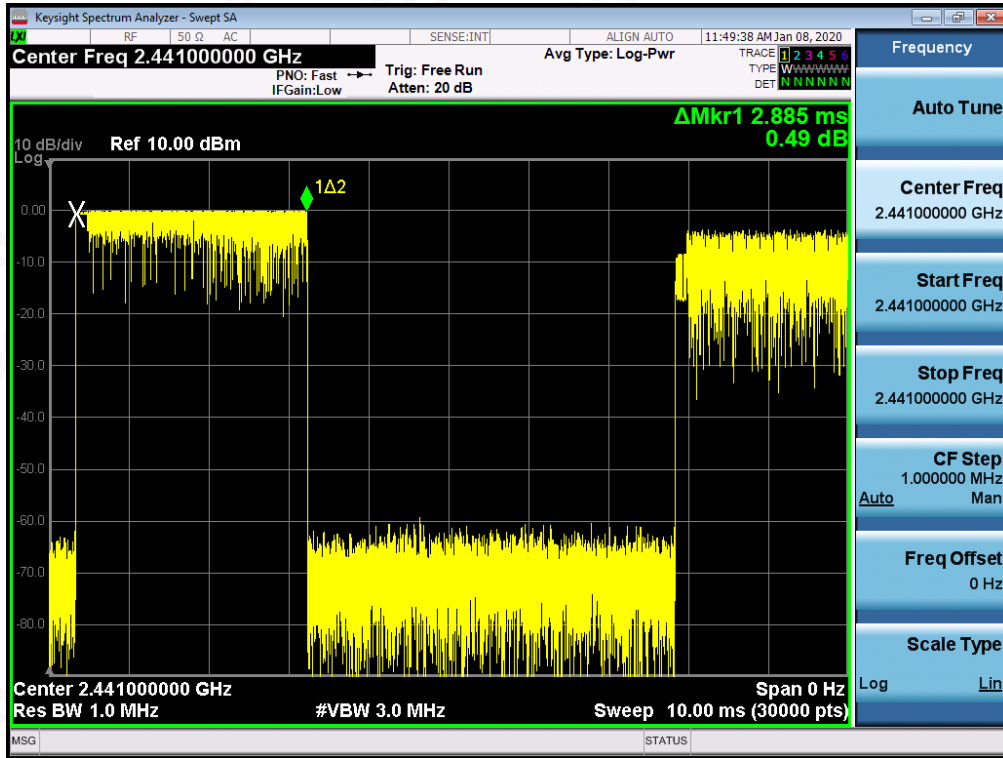 Keysight Spectrum Analyzer - Swept SA
LXI RF 50 Ω AC SENSE:INT ALIGN AUTO 11:49:38 AM Jan 08, 2020
Center Freq 2.441000000 GHz
PNO: Fast
IFGain:Low
Trig: Free Run
Atten: 20 dB
Avg Type: Log-Pwr
TRACE 1 2 3 4 5 6
TYPE WWWWWW
DET N N N N N N
ΔMkr1 2.885 ms
0.49 dB
10 dB/div Ref 10.00 dBm
Log
1Δ2
0.00
-10.0
-20.0
-30.0
-40.0
-50.0
-60.0
-70.0
-80.0
Center 2.441000000 GHz Span 0 Hz
Res BW 1.0 MHz #VBW 3.0 MHz Sweep 10.00 ms (30000 pts)
MSG STATUS
Frequency
Auto Tune
Center Freq
2.441000000 GHz
Start Freq
2.441000000 GHz
Stop Freq
2.441000000 GHz
CF Step
1.000000 MHz
Auto Man
Freq Offset
0 Hz
Scale Type
Log Lin